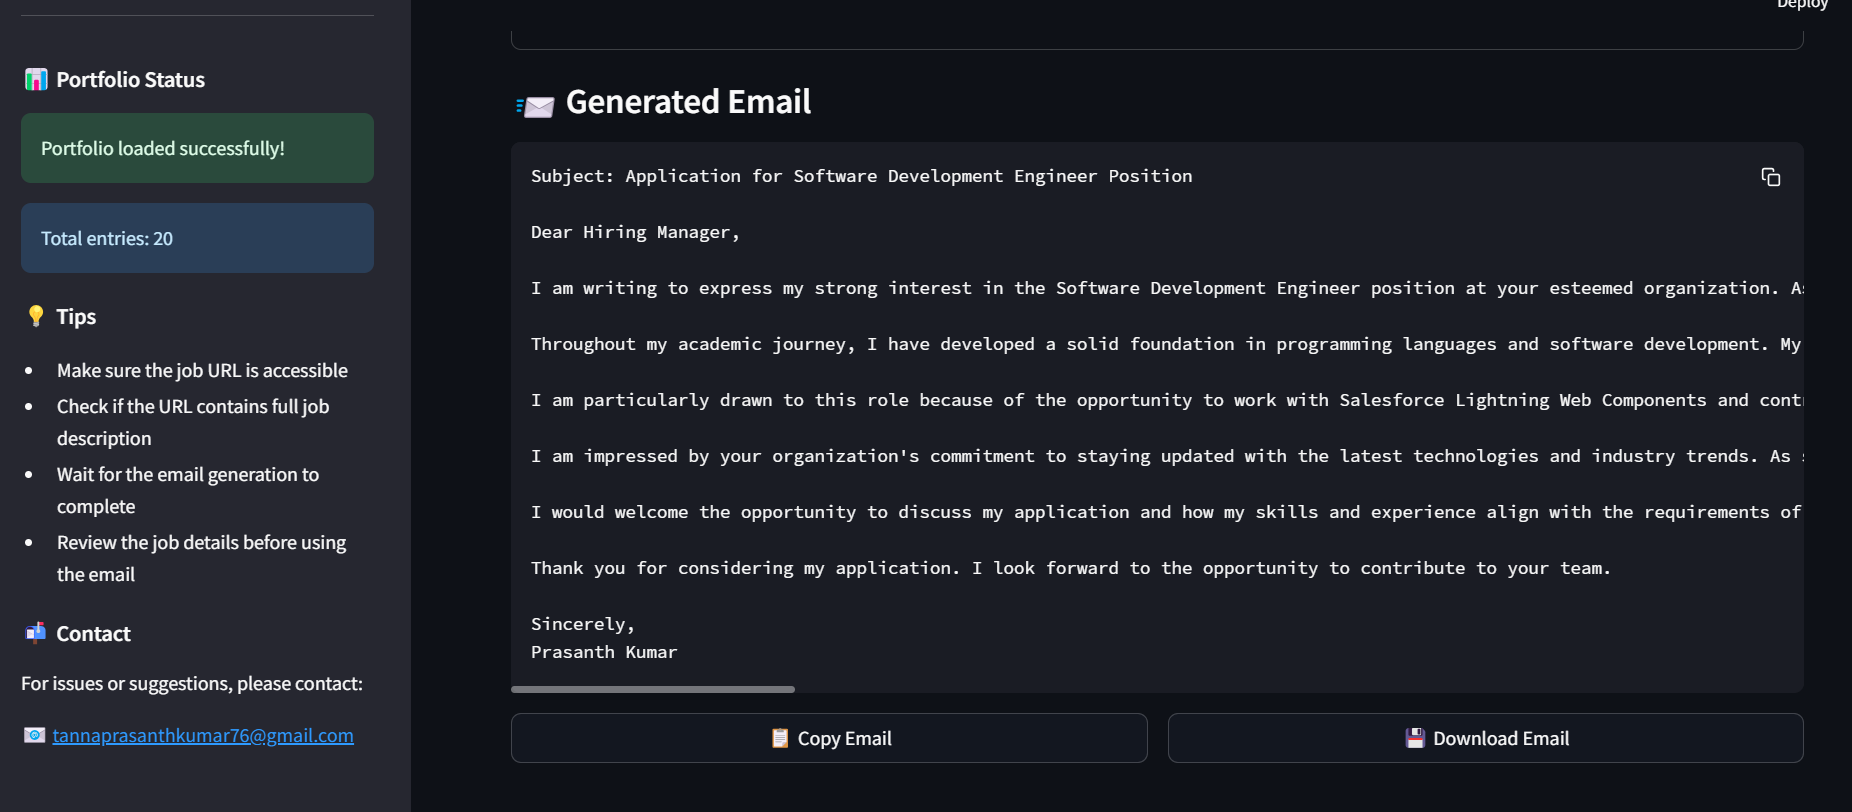 Deploy
Portfolio Status
Portfolio loaded successfully!
Total entries: 20
Tips
Make sure the job URL is accessible
Check if the URL contains full job
description
Wait for the email generation to
complete
Review the job details before using
the email
Contact
For issues or suggestions, please contact:
tannaprasanthkumar76@gmail.com
Generated Email
Subject: Application for Software Development Engineer Position
Dear Hiring Manager,
I am writing to express my strong interest in the Software Development Engineer position at your esteemed organization.
Throughout my academic journey, I have developed a solid foundation in programming languages and software development. My
I am particularly drawn to this role because of the opportunity to work with Salesforce Lightning Web Components and
I am impressed by your organization's commitment to staying updated with the latest technologies and industry trends. As
I would welcome the opportunity to discuss my application and how my skills and experience align with the requirements of
Thank you for considering my application. I look forward to the opportunity to contribute to your team.
Sincerely,
Prasanth Kumar
Copy Email
Download Email